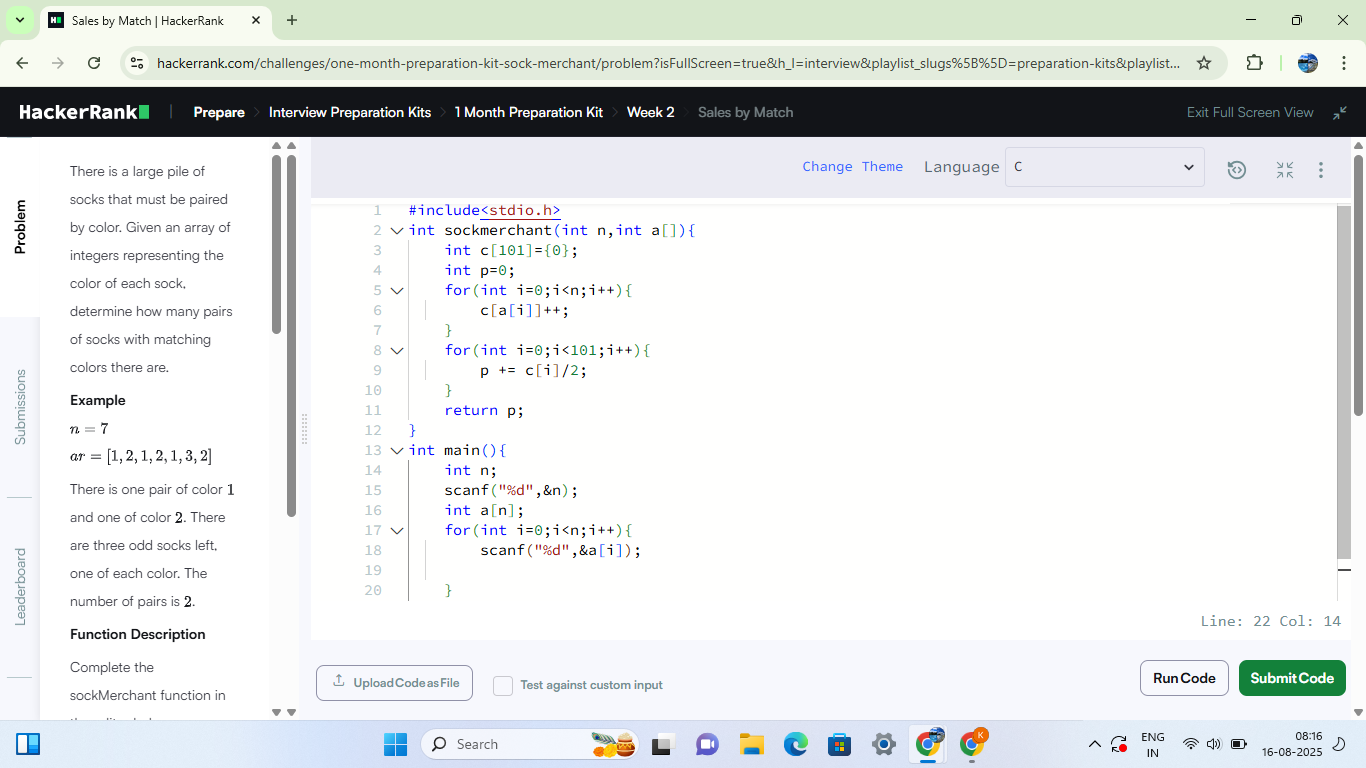 Sales by Match | HackerRank
hackerrank.com/challenges/one-month-preparation-kit-sock-merchant/problem?isFullScreen=true&h_l=interview&playlist_slugs%5B%5D=preparation-kits&playlist...
HackerRank
Prepare
Interview Preparation Kits
1 Month Preparation Kit
Week 2
Sales by Match
Exit Full Screen View
Problem
Submissions
Leaderboard
There is a large pile of
socks that must be paired
by color. Given an array of
integers representing the
color of each sock,
determine how many pairs
of socks with matching
colors there are.
Example
n = 7
ar = [1, 2, 1, 2, 1, 3, 2]
There is one pair of color 1
and one of color 2. There
are three odd socks left,
one of each color. The
number of pairs is 2.
Function Description
Complete the
sockMerchant function in
Change Theme
Language
C
1 #include<stdio.h>
2 int sockmerchant(int n,int a[]){
3 int c[101]={0};
4 int p=0;
5 for(int i=0;i<n;i++){
6 c[a[i]]++;
7 }
8 for(int i=0;i<101;i++){
9 p += c[i]/2;
10 }
11 return p;
12 }
13 int main(){
14 int n;
15 scanf("%d",&n);
16 int a[n];
17 for(int i=0;i<n;i++){
18 scanf("%d",&a[i]);
19
20 }
Line: 22 Col: 14
Upload Code as File
Test against custom input
Run Code
Submit Code
Search
K
ENG
IN
08:16
16-08-2025